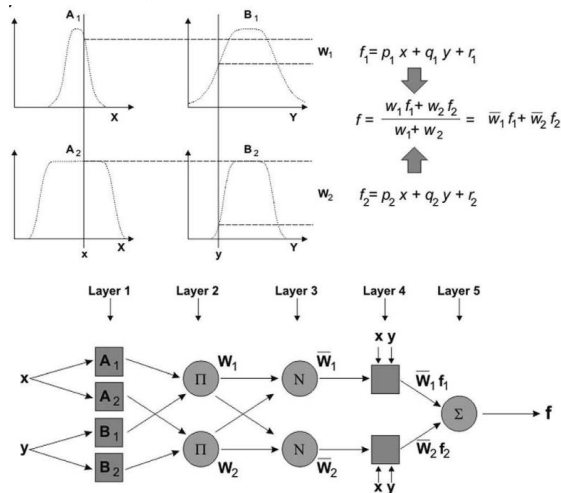 A1
B1
W1
X
Y
f1 = p1 x + q1 y + r1
f = w1 f1 + w2 f2 / w1 + w2 = w̅1 f1 + w̅2 f2
A2
B2
W2
X
Y
x
y
f2 = p2 x + q2 y + r2
Layer 1 Layer 2 Layer 3 Layer 4 Layer 5
x y
A1
W1
W̅1
x
Π
N
W̅1 f1
A2
Σ
f
y
B1
Π
N
W̅2 f2
B2
W2
W̅2
x y